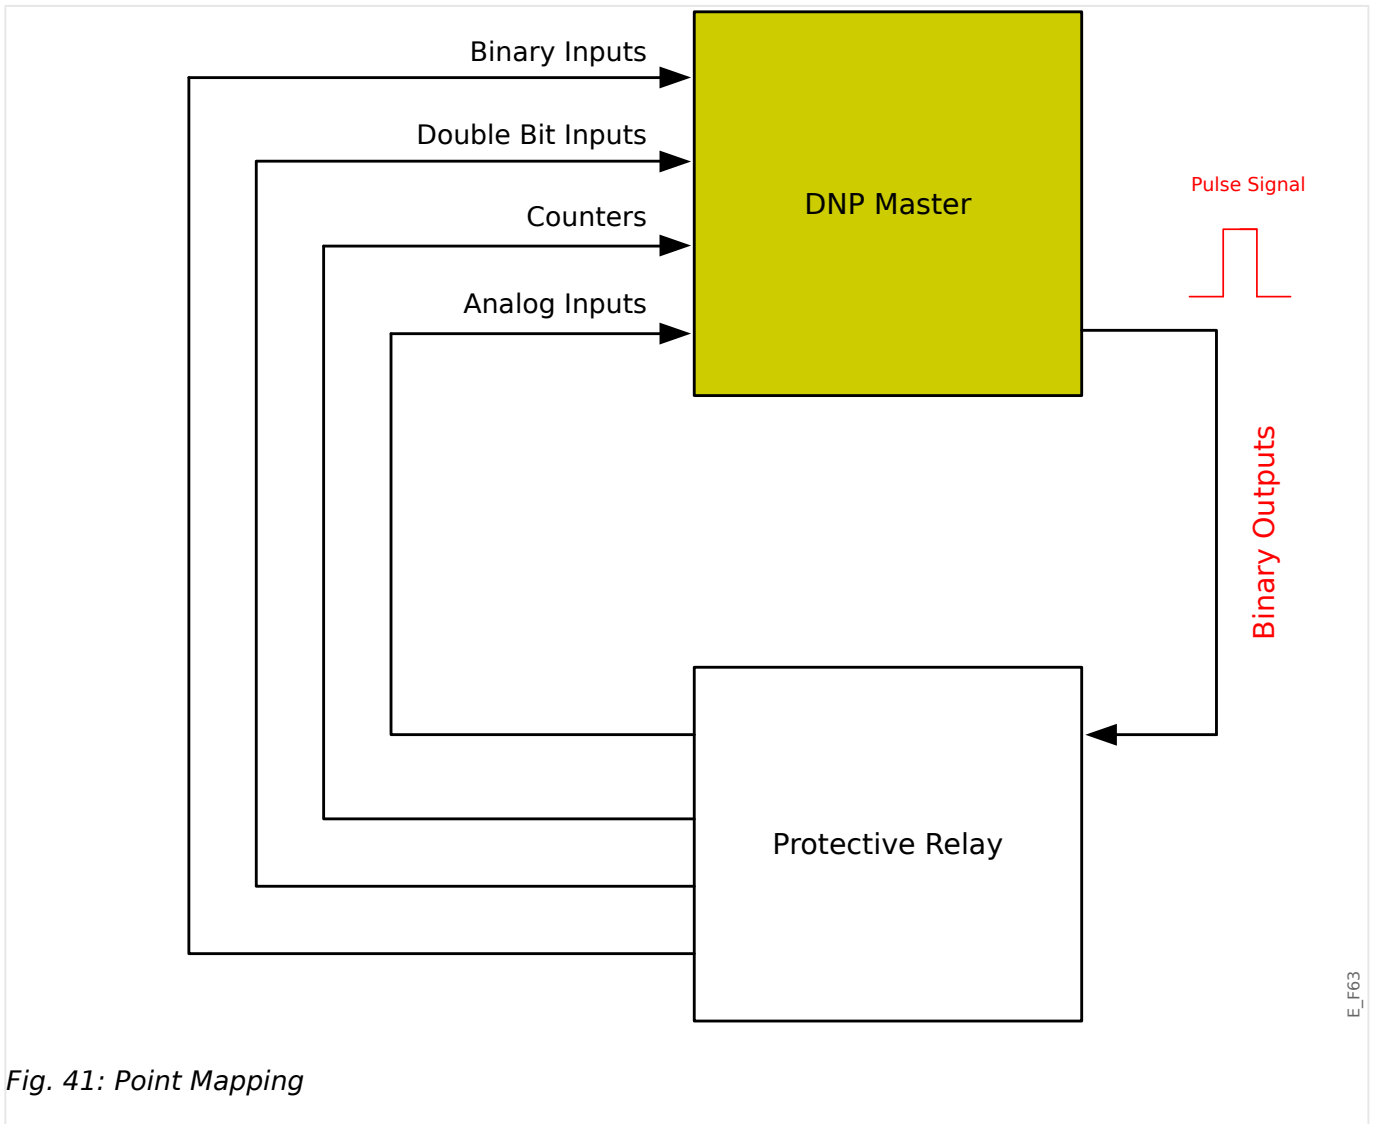 Binary Inputs
Double Bit Inputs
Counters
Analog Inputs
DNP Master
Pulse Signal
Binary Outputs
Protective Relay
E_F63
Fig. 41: Point Mapping